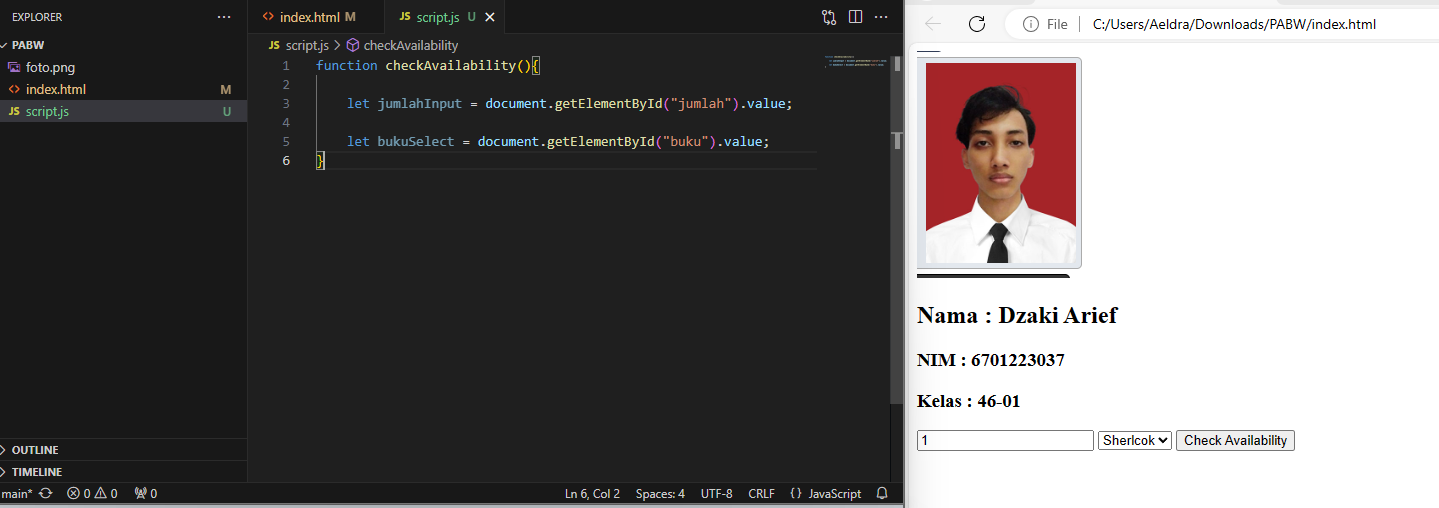 EXPLORER ...
PABW
foto.png
index.html M
JS script.js U
OUTLINE
TIMELINE
index.html M
JS script.js U
JS script.js > checkAvailability
1 function checkAvailability(){
2
3 let jumlahInput = document.getElementById("jumlah").value;
4
5 let bukuSelect = document.getElementById("buku").value;
6 }
main* 0 0 0 Ln 6, Col 2 Spaces: 4 UTF-8 CRLF {} JavaScript
File C:/Users/Aeldra/Downloads/PABW/index.html
Nama : Dzaki Arief
NIM : 6701223037
Kelas : 46-01
1 Sherlcok Check Availability